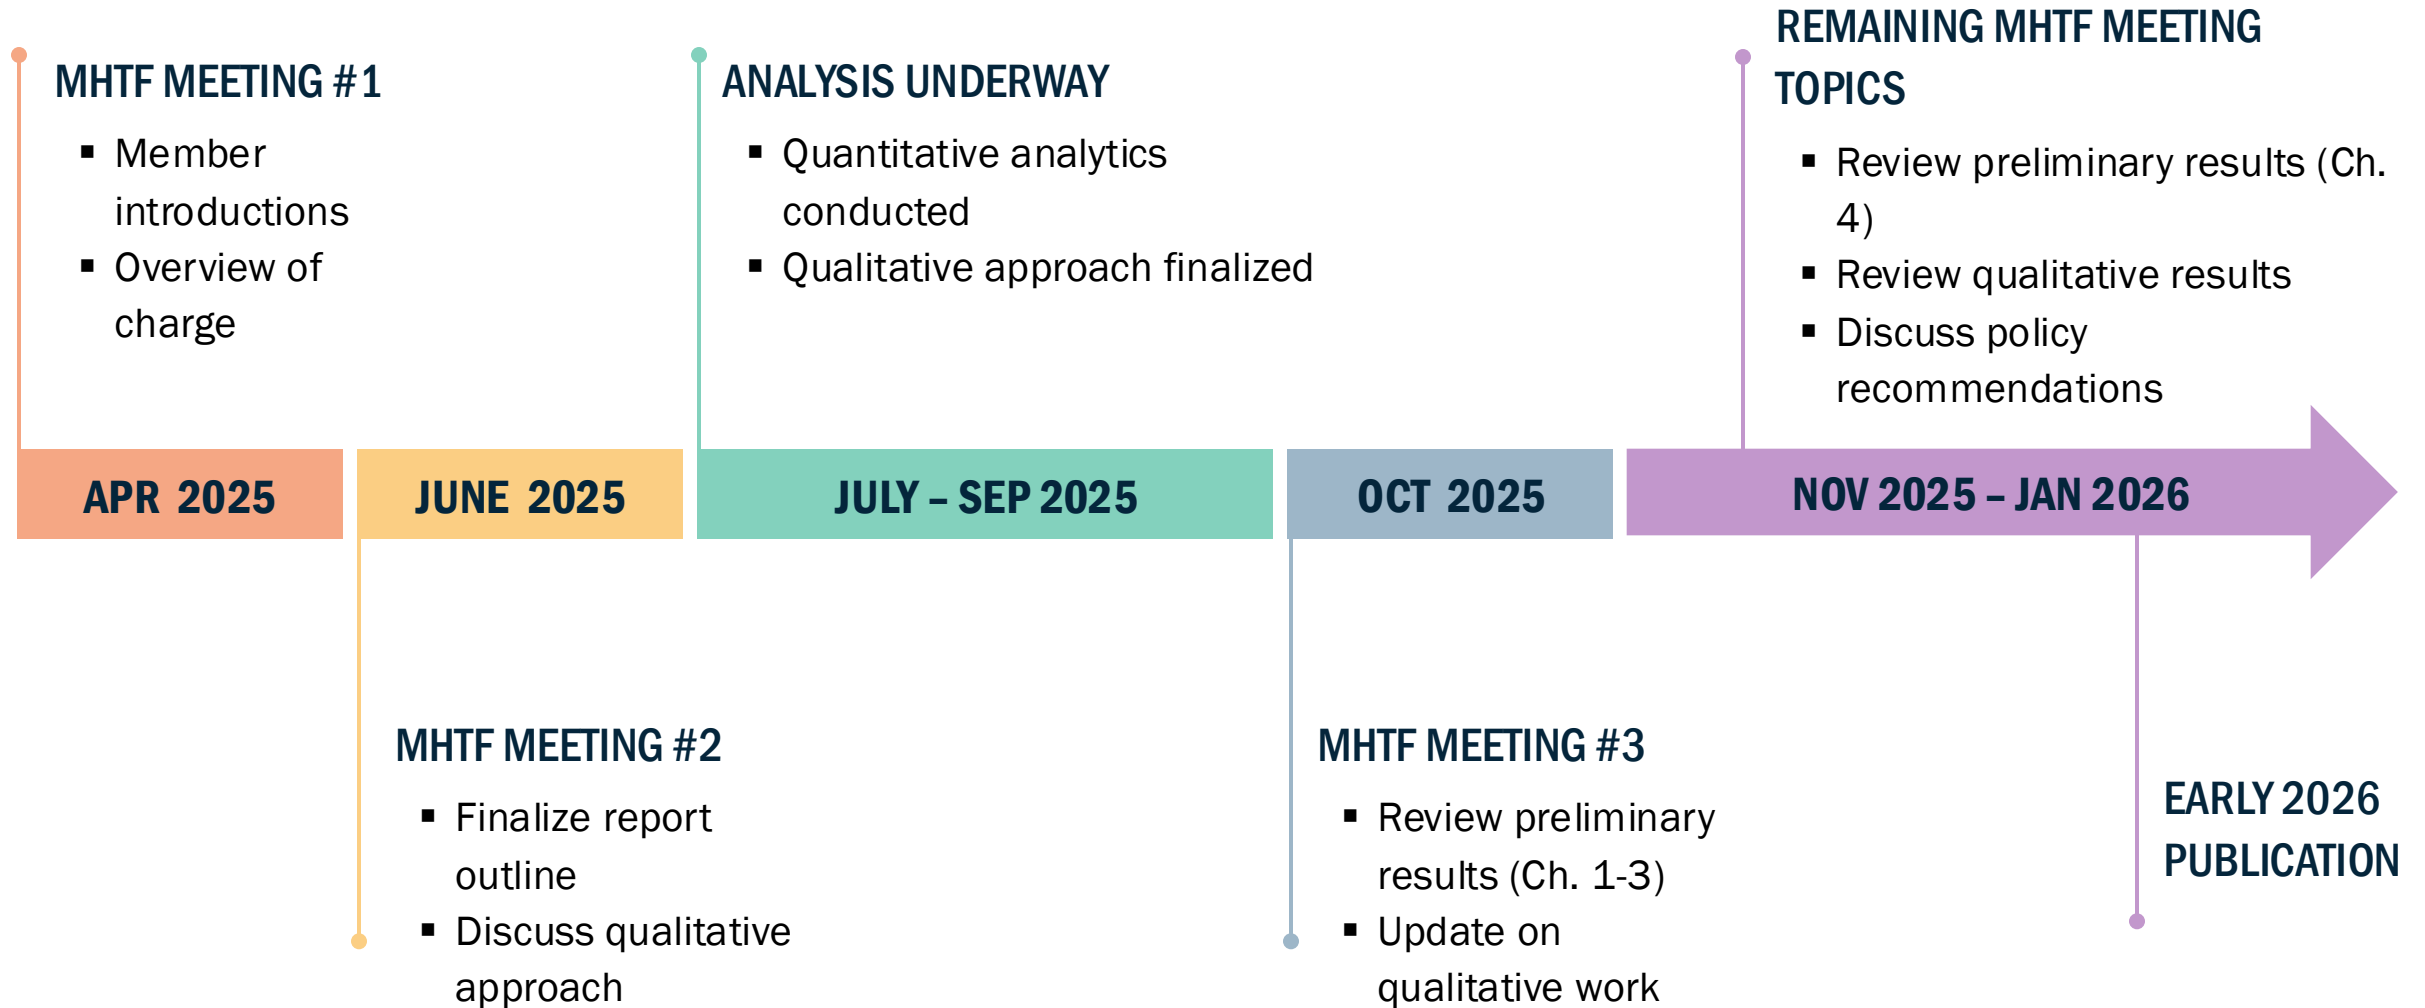 MHTF MEETING #1
▪ Member
introductions
▪ Overview of
charge
ANALYSIS UNDERWAY
▪ Quantitative analytics
conducted
▪ Qualitative approach finalized
REMAINING MHTF MEETING
TOPICS
▪ Review preliminary results (Ch.
4)
▪ Review qualitative results
▪ Discuss policy
recommendations
APR 2025
JUNE 2025
JULY – SEP 2025
OCT 2025
NOV 2025 – JAN 2026
MHTF MEETING #2
▪ Finalize report
outline
▪ Discuss qualitative
approach
MHTF MEETING #3
▪ Review preliminary
results (Ch. 1-3)
▪ Update on
qualitative work
EARLY 2026
PUBLICATION